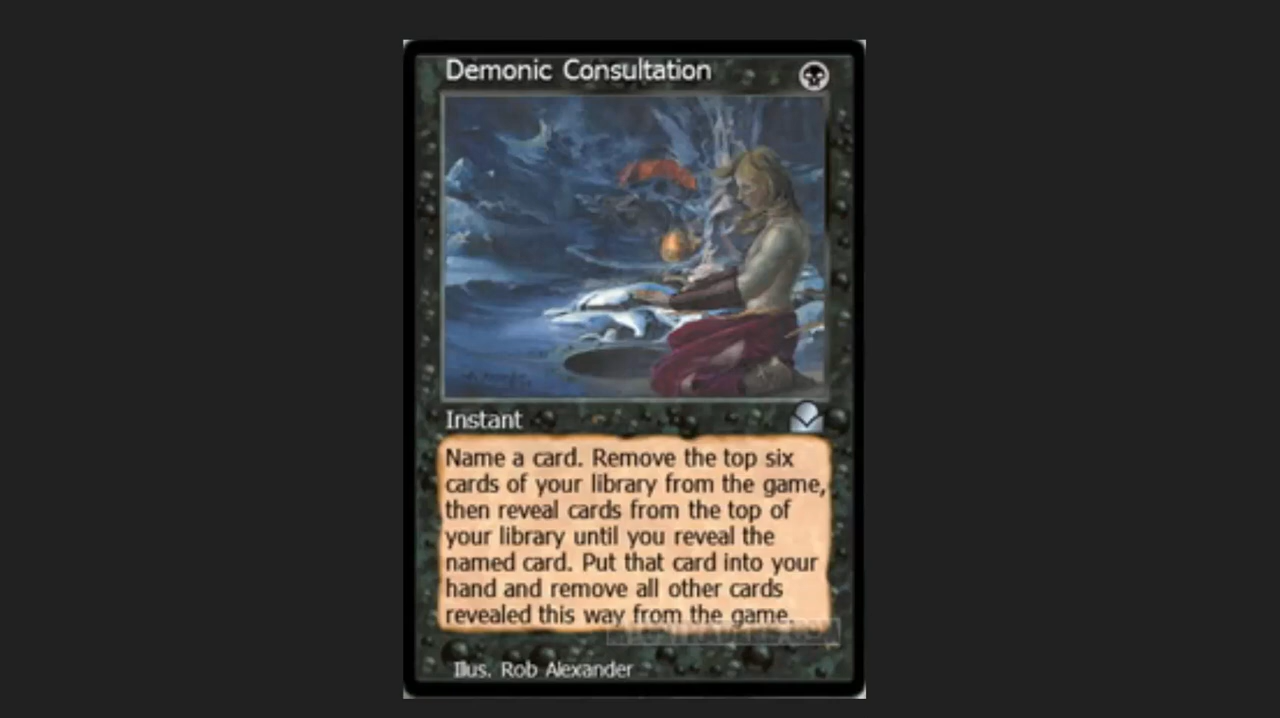 Demonic Consultation
Instant
Name a card. Remove the top six
cards of your library from the game,
then reveal cards from the top of
your library until you reveal the
named card. Put that card into your
hand and remove all other cards
revealed this way from the game.
Illus. Rob Alexander